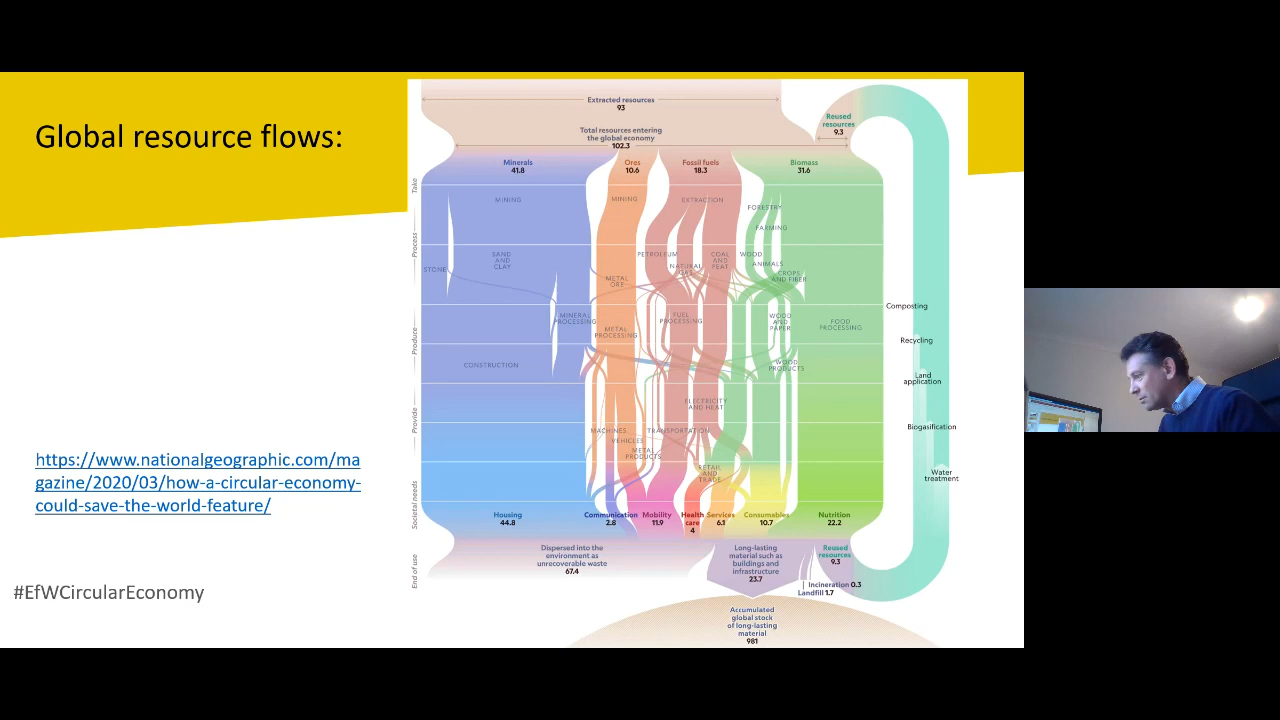 Global resource flows:
https://www.nationalgeographic.com/ma
gazine/2020/03/how-a-circular-economy-
could-save-the-world-feature/
#EfWCircularEconomy
Extracted resources
93
Reused
resources
9.3
Total resources entering
the global economy
102.3
Minerals
41.8
Ores
10.6
Fossil fuels
18.3
Biomass
31.6
Take
MINING
MINING
EXTRACTION
FORESTRY
FARMING
Process
STONE
SAND
AND
CLAY
METAL
ORE
PETROLEUM
NATURAL
GAS
COAL
AND
PEAT
WOOD
ANIMALS
CROPS
AND FIBER
Produce
MINERAL
PROCESSING
METAL
PROCESSING
FUEL
PROCESSING
WOOD
AND
PAPER
FOOD
PROCESSING
CONSTRUCTION
WOOD
PRODUCTS
Provide
ELECTRICITY
AND HEAT
MACHINES
VEHICLES
METAL
PRODUCTS
TRANSPORTATION
RETAIL
AND
TRADE
Societal needs
Housing
44.8
Communication
2.8
Mobility
11.9
Health
care
4
Services
6.1
Consumables
10.7
Nutrition
22.2
End of use
Dispersed into the
environment as
unrecoverable waste
67.4
Long-lasting
material such as
buildings and
infrastructure
23.7
Reused
resources
9.3
Incineration 0.3
Landfill 1.7
Accumulated
global stock
of long-lasting
material
981
Composting
Recycling
Land
application
Biogasification
Water
treatment